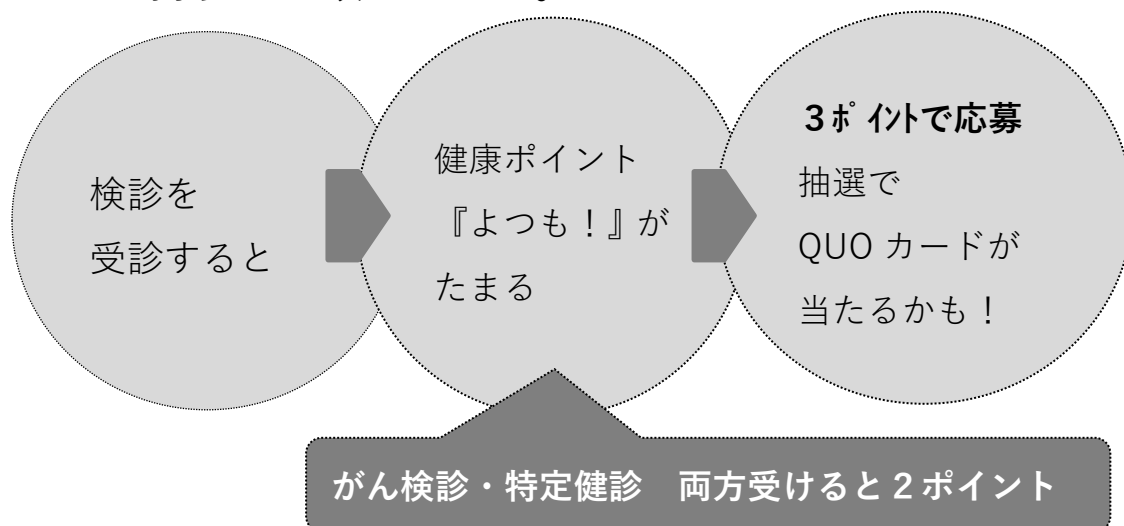 検診を
受診すると
健康ポイント
『よつも！』が
たまる
３ﾎﾟｲﾝﾄで応募
抽選で
QUO カードが
当たるかも！
がん検診・特定健診　両方受けると２ポイント